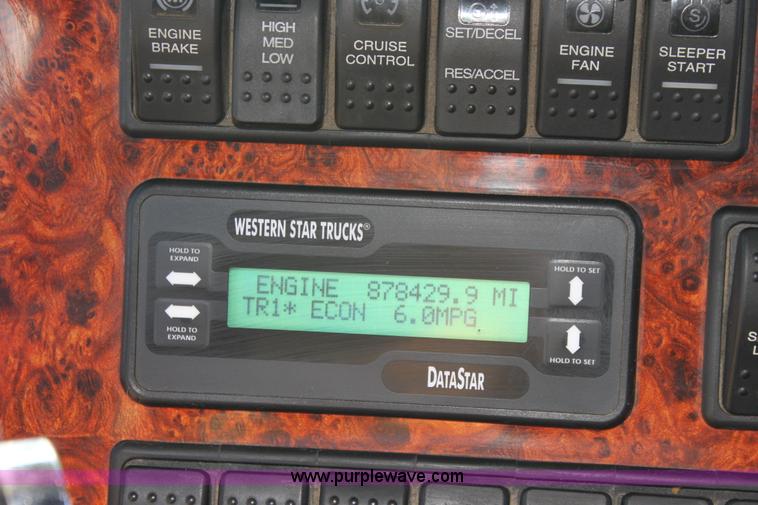 ENGINE
BRAKE
HIGH
MED
LOW
CRUISE
CONTROL
SET/DECEL
RES/ACCEL
ENGINE
FAN
S
SLEEPER
START
WESTERN STAR TRUCKS®
HOLD TO
EXPAND
HOLD TO
EXPAND
ENGINE 878429.9 MI
TR1* ECON 6.0MPG
HOLD TO SET
HOLD TO SET
DATASTAR
www.purplewave.com